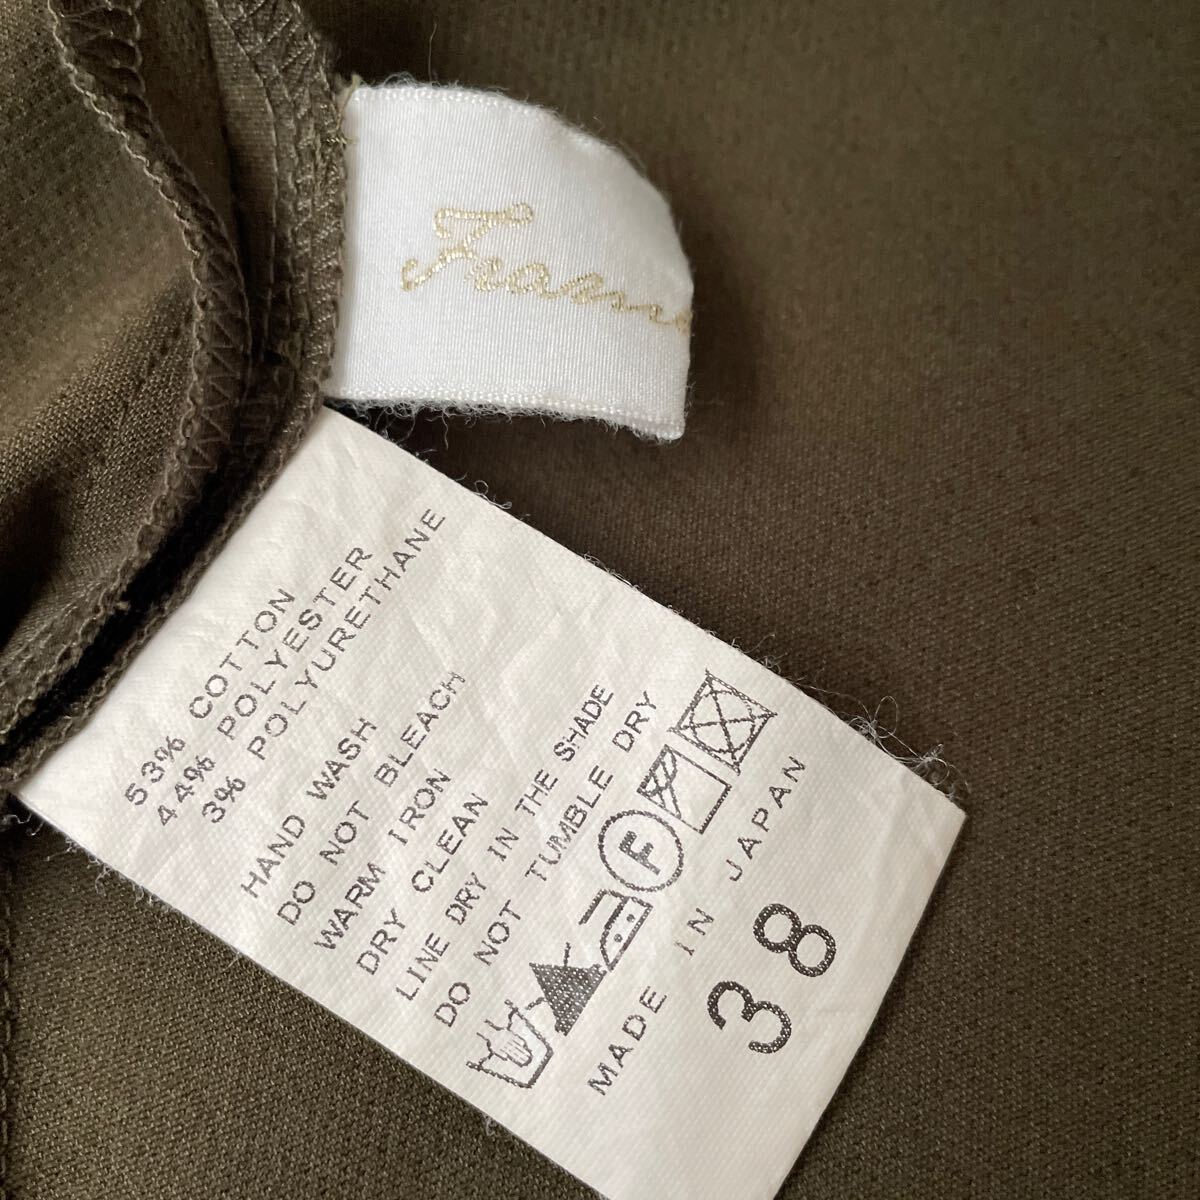 53% COTTON
44% POLYESTER
3% POLYURETHANE
HAND WASH
DO NOT BLEACH
WARM IRON
DRY CLEAN
LINE DRY IN THE SHADE
DO NOT TUMBLE DRY
F
MADE IN JAPAN
38